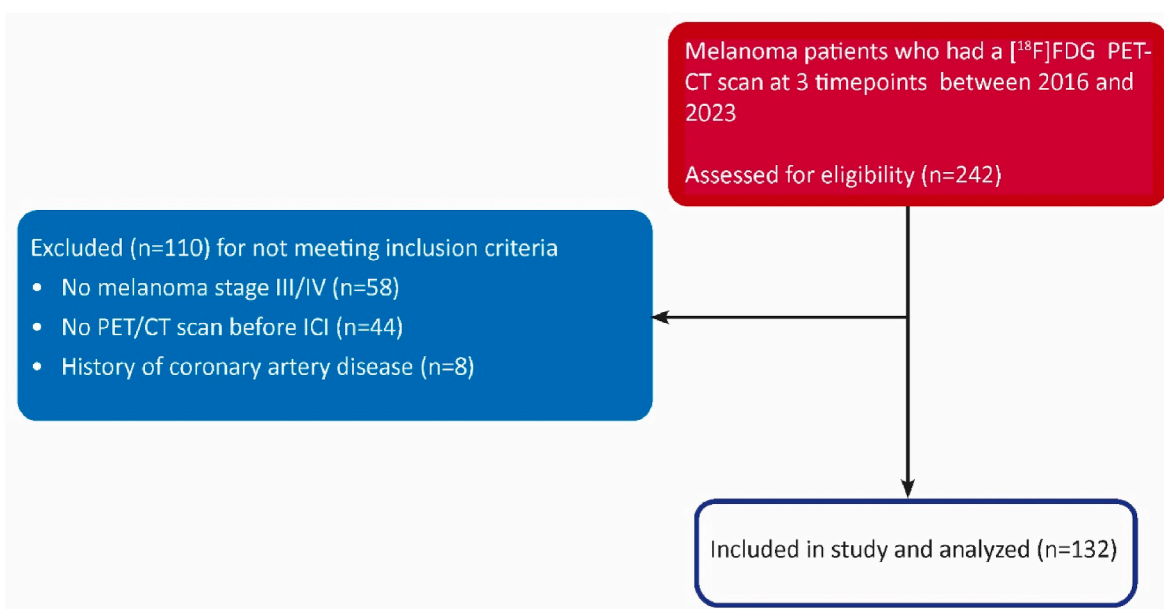 Melanoma patients who had a [¹⁸F]FDG PET-
CT scan at 3 timepoints between 2016 and
2023
Assessed for eligibility (n=242)
Excluded (n=110) for not meeting inclusion criteria
• No melanoma stage III/IV (n=58)
• No PET/CT scan before ICI (n=44)
• History of coronary artery disease (n=8)
Included in study and analyzed (n=132)